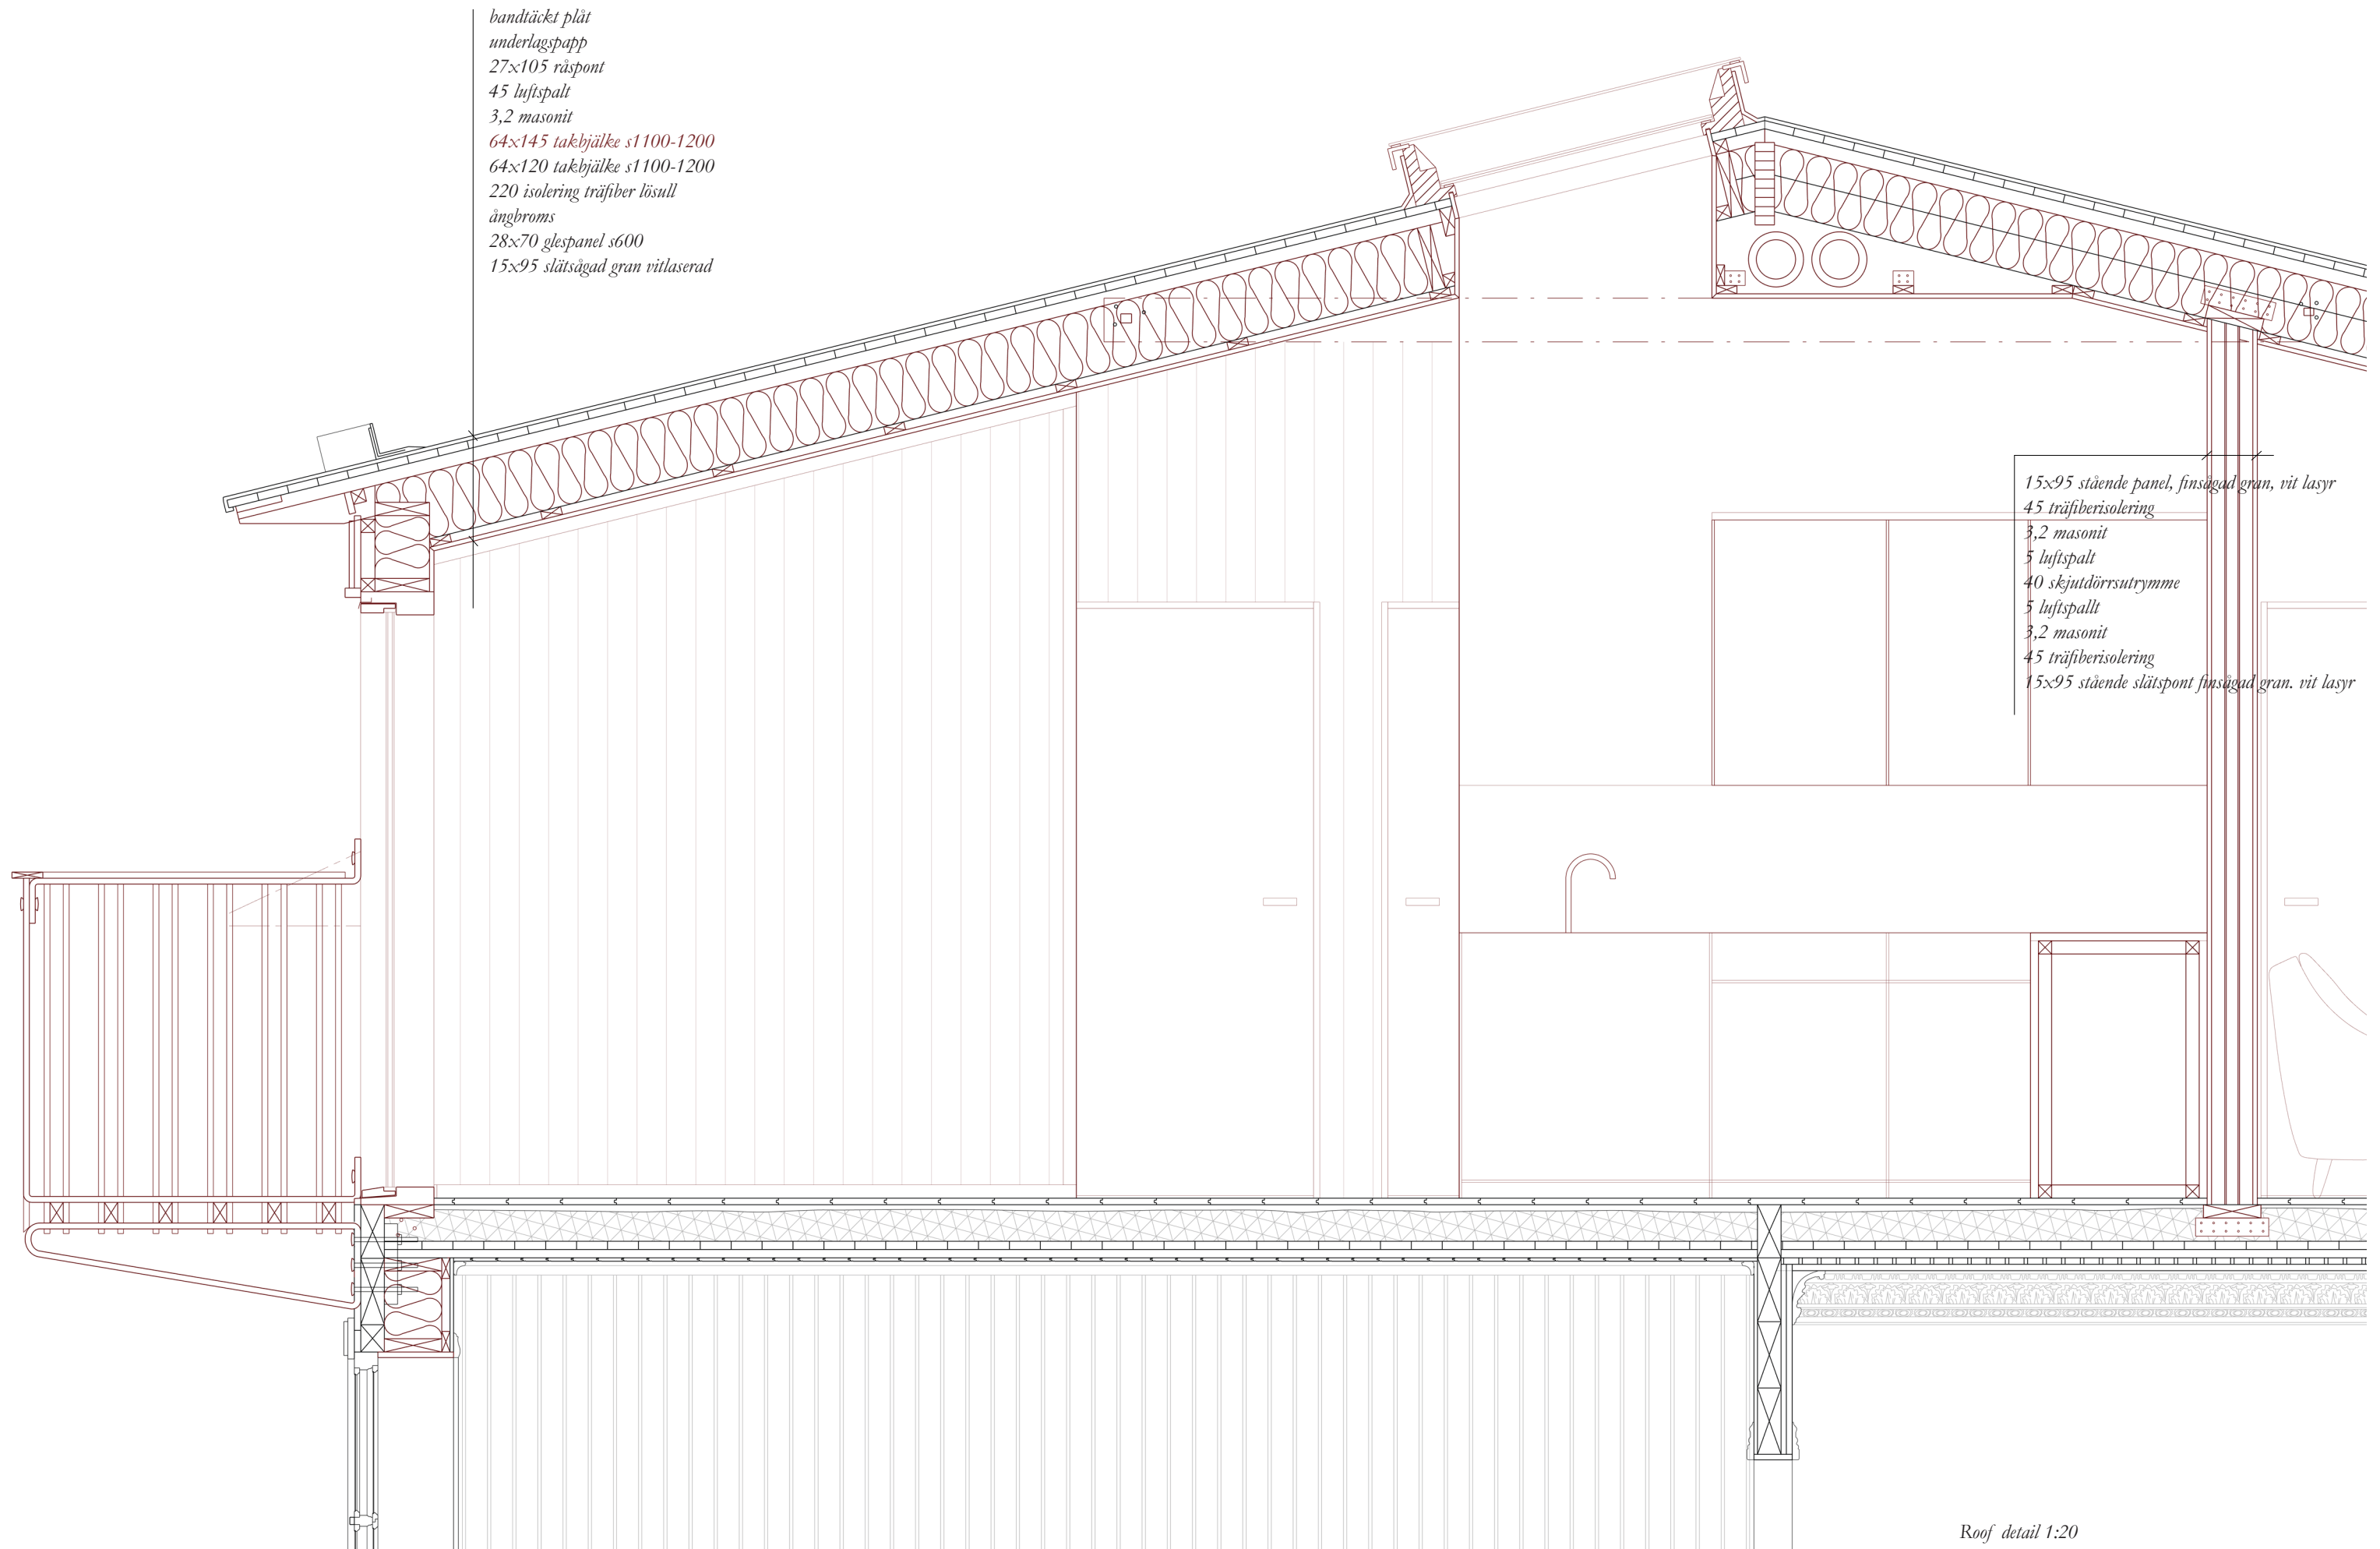 bandtäckt plåt
underlagspapp
27x105 råspont
45 luftspalt
3,2 masonit
64x145 takbjälke s1100-1200
64x120 takbjälke s1100-1200
220 isolering träfiber lösull
ångbroms
28x70 glespanel s600
15x95 slätsågad gran vitlaserad
15x95 stående panel, finsågad gran, vit lasyr
45 träfiberisolering
3,2 masonit
5 luftspalt
40 skjutdörrsutrymme
5 luftspallt
3,2 masonit
45 träfiberisolering
15x95 stående slätspont finsågad gran. vit lasyr
Roof detail 1:20